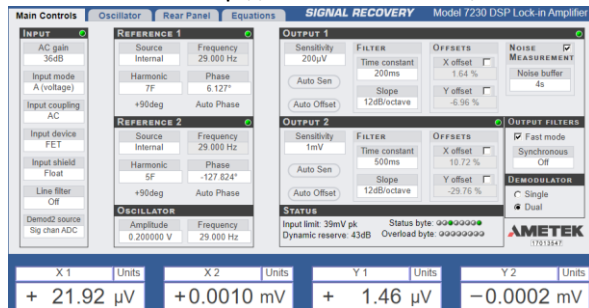 Main Controls Oscillator Rear Panel Equations SIGNAL RECOVERY Model 7230 DSP Lock-in Amplifier
INPUT
AC gain
36dB
Input mode
A (voltage)
Input coupling
AC
Input device
FET
Input shield
Float
Line filter
Off
Demod2 source
Sig chan ADC
REFERENCE 1
Source Frequency
Internal 29.000 Hz
Harmonic Phase
7F 6.127°
+90deg Auto Phase
REFERENCE 2
Source Frequency
Internal 29.000 Hz
Harmonic Phase
5F -127.824°
+90deg Auto Phase
OSCILLATOR
Amplitude Frequency
0.200000 V 29.000 Hz
OUTPUT 1
Sensitivity
200µV
Auto Sen
Auto Offset
FILTER
Time constant
200ms
Slope
12dB/octave
OFFSETS
X offset
1.64 %
Y offset
-6.96 %
NOISE
MEASUREMENT
Noise buffer
4s
OUTPUT 2
Sensitivity
1mV
Auto Sen
Auto Offset
FILTER
Time constant
500ms
Slope
12dB/octave
OFFSETS
X offset
10.72 %
Y offset
-29.76 %
OUTPUT FILTERS
Fast mode
Synchronous
Off
DEMODULATOR
Single
Dual
STATUS
Input limit: 39mV pk Status byte:
Dynamic reserve: 43dB Overload byte:
AMETEK
17013547
X 1 Units X 2 Units Y 1 Units Y 2 Units
+ 21.92 µV +0.0010 mV + 1.46 µV −0.0002 mV